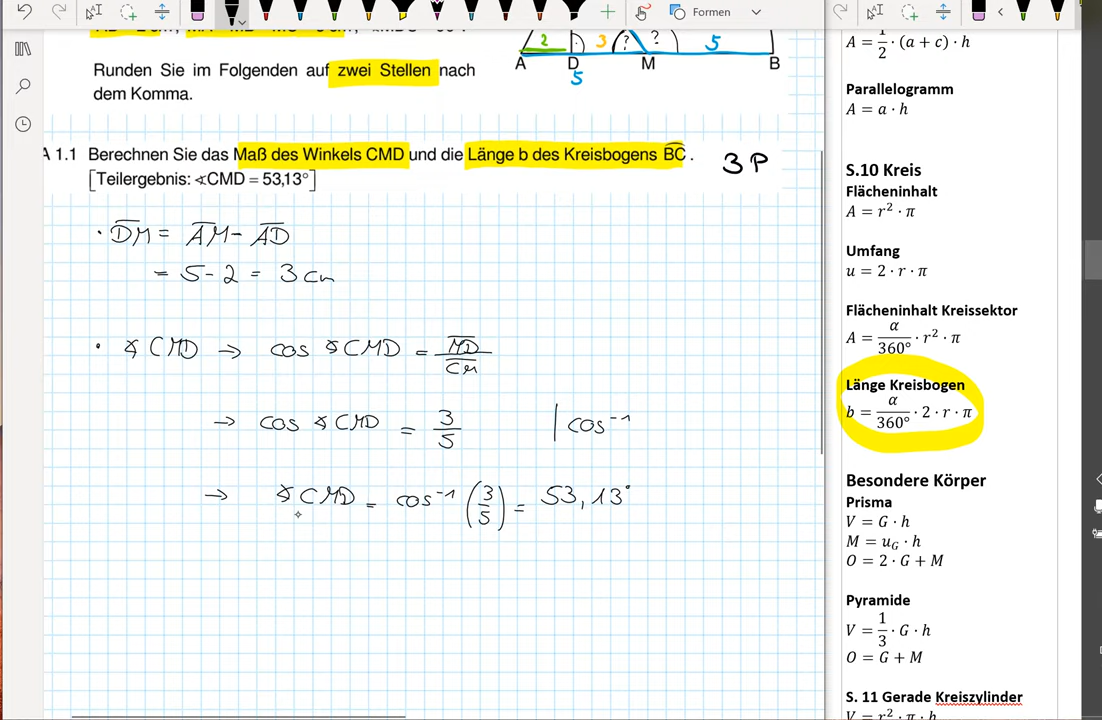 Formen
2 3 ? ? 5
A D M B
5
Runden Sie im Folgenden auf zwei Stellen nach
dem Komma.
A 1.1 Berechnen Sie das Maß des Winkels CMD und die Länge b des Kreisbogens BC .
3 P
[Teilergebnis: ∢CMD = 53,13°]
· DM = AM - AD
= 5 - 2 = 3 cm
· ∢ CMD → cos ∢ CMD = MD/CM
→ cos ∢ CMD = 3/5 | cos⁻¹
→ ∢ CMD = cos⁻¹ (3/5) = 53,13°
A = 1/2 · (a + c) · h
Parallelogramm
A = a · h
S.10 Kreis
Flächeninhalt
A = r² · π
Umfang
u = 2 · r · π
Flächeninhalt Kreissektor
A = α/360° · r² · π
Länge Kreisbogen
b = α/360° · 2 · r · π
Besondere Körper
Prisma
V = G · h
M = u_G · h
O = 2 · G + M
Pyramide
V = 1/3 · G · h
O = G + M
S. 11 Gerade Kreiszylinder
V = r² · π · h